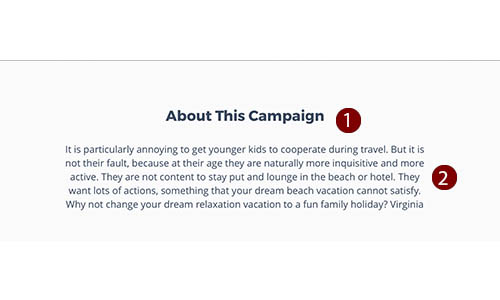 About This Campaign 1
It is particularly annoying to get younger kids to cooperate during travel. But it is
not their fault, because at their age they are naturally more inquisitive and more
active. They are not content to stay put and lounge in the beach or hotel. They
want lots of actions, something that your dream beach vacation cannot satisfy.
Why not change your dream relaxation vacation to a fun family holiday? Virginia
2